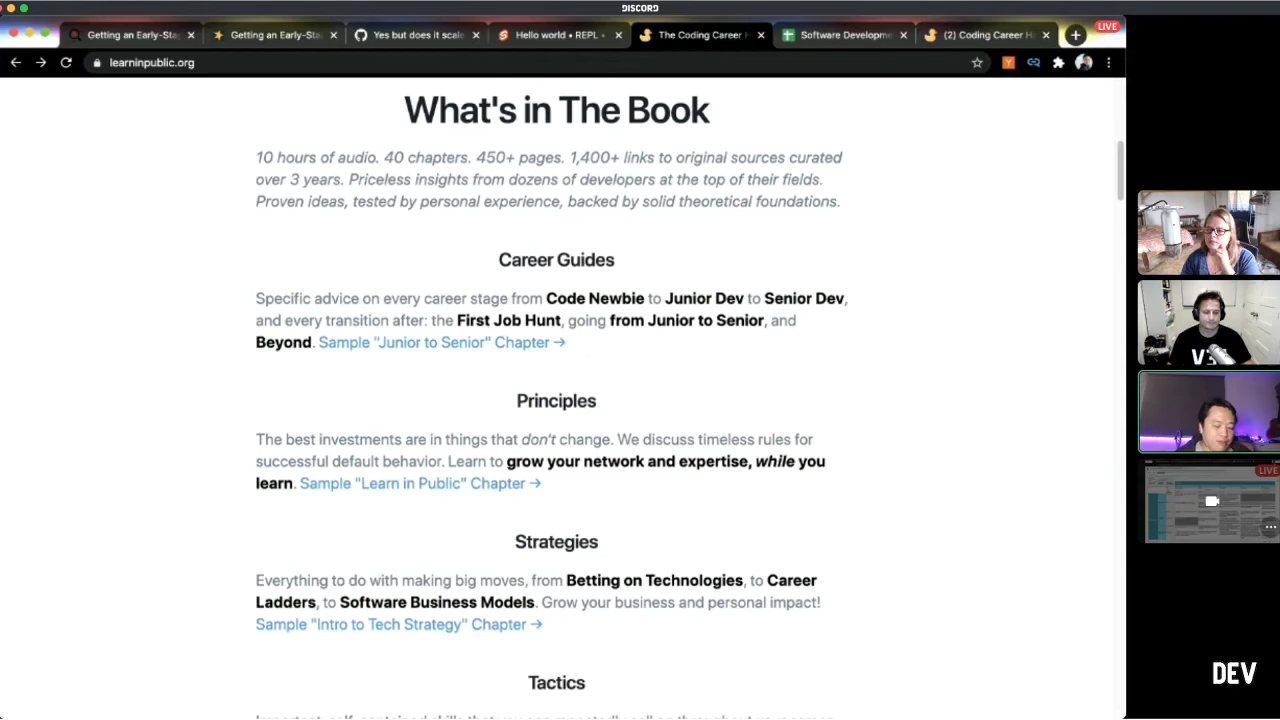 DISCORD
Getting an Early-Sta
Getting an Early-Sta
Yes but does it scale
Hello world • REPL •
The Coding Career H
Software Developme
(2) Coding Career H
LIVE
learninpublic.org
What's in The Book
10 hours of audio. 40 chapters. 450+ pages. 1,400+ links to original sources curated
over 3 years. Priceless insights from dozens of developers at the top of their fields.
Proven ideas, tested by personal experience, backed by solid theoretical foundations.
Career Guides
Specific advice on every career stage from Code Newbie to Junior Dev to Senior Dev,
and every transition after: the First Job Hunt, going from Junior to Senior, and
Beyond. Sample "Junior to Senior" Chapter →
Principles
The best investments are in things that don't change. We discuss timeless rules for
successful default behavior. Learn to grow your network and expertise, while you
learn. Sample "Learn in Public" Chapter →
Strategies
Everything to do with making big moves, from Betting on Technologies, to Career
Ladders, to Software Business Models. Grow your business and personal impact!
Sample "Intro to Tech Strategy" Chapter →
Tactics
LIVE
DEV